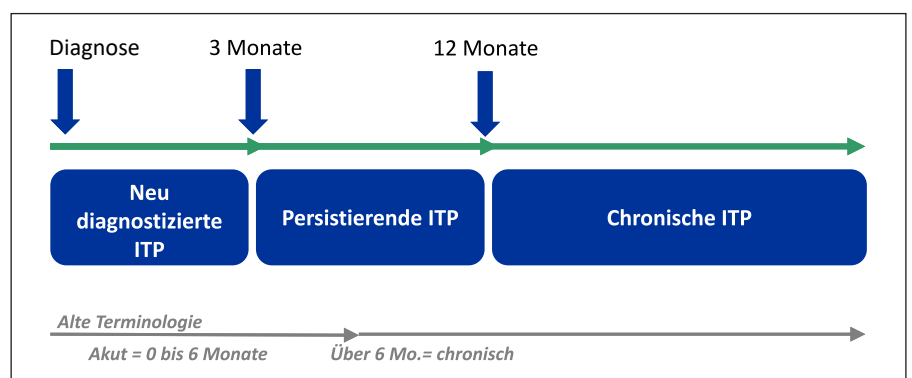 Diagnose 3 Monate 12 Monate
Neu
diagnostizierte
ITP
Persistierende ITP
Chronische ITP
Alte Terminologie
Akut = 0 bis 6 Monate Über 6 Mo.= chronisch